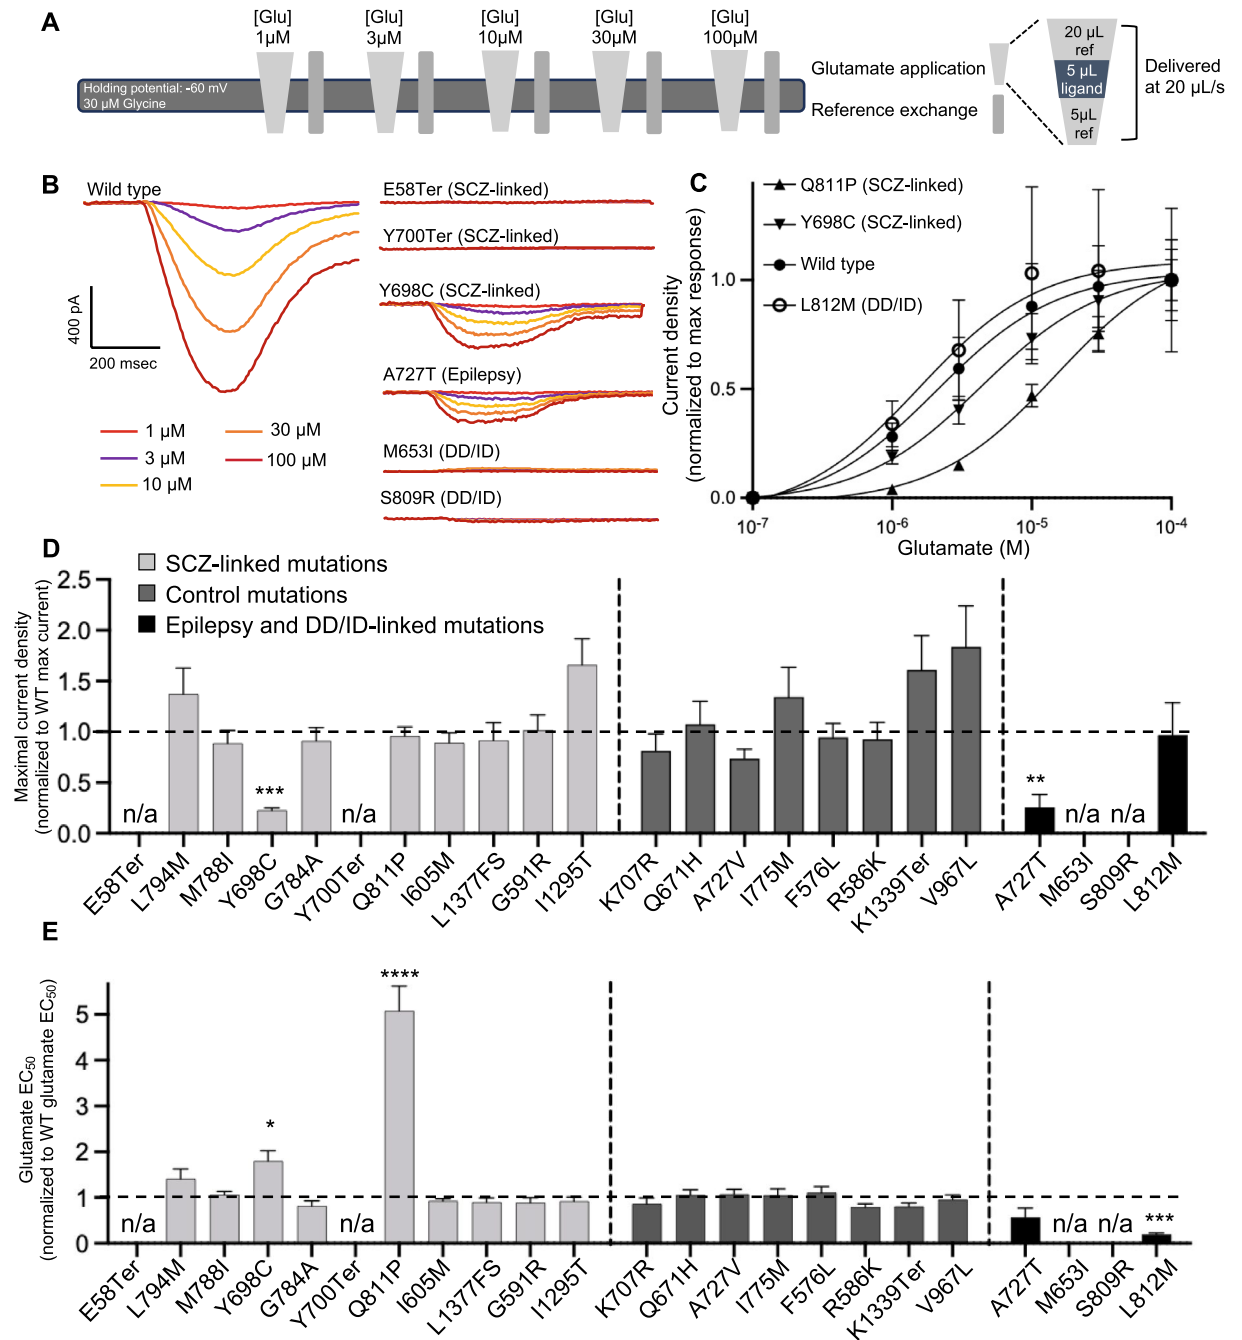 A
[Glu]
1µM
[Glu]
3µM
[Glu]
10µM
[Glu]
30µM
[Glu]
100µM
Holding potential: -60 mV
30 µM Glycine
Glutamate application
Reference exchange
20 µL
ref
5 µL
ligand
5µL
ref
Delivered
at 20 µL/s
B
Wild type
400 pA
200 msec
1 µM
3 µM
10 µM
30 µM
100 µM
E58Ter (SCZ-linked)
Y700Ter (SCZ-linked)
Y698C (SCZ-linked)
A727T (Epilepsy)
M653I (DD/ID)
S809R (DD/ID)
C
Q811P (SCZ-linked)
Y698C (SCZ-linked)
Wild type
L812M (DD/ID)
Current density
(normalized to max response)
1.0
0.5
0.0
10-7
10-6
10-5
10-4
Glutamate (M)
D
SCZ-linked mutations
Control mutations
Epilepsy and DD/ID-linked mutations
Maximal current density
(normalized to WT max current)
2.5
2.0
1.5
1.0
0.5
0.0
n/a
***
n/a
**
n/a
n/a
E58Ter
L794M
M788I
Y698C
G784A
Y700Ter
Q811P
I605M
L1377FS
G591R
I1295T
K707R
Q671H
A727V
I775M
F576L
R586K
K1339Ter
V967L
A727T
M653I
S809R
L812M
E
Glutamate EC50
(normalized to WT glutamate EC50)
5
4
3
2
1
0
n/a
*
n/a
****
n/a
n/a
***
E58Ter
L794M
M788I
Y698C
G784A
Y700Ter
Q811P
I605M
L1377FS
G591R
I1295T
K707R
Q671H
A727V
I775M
F576L
R586K
K1339Ter
V967L
A727T
M653I
S809R
L812M